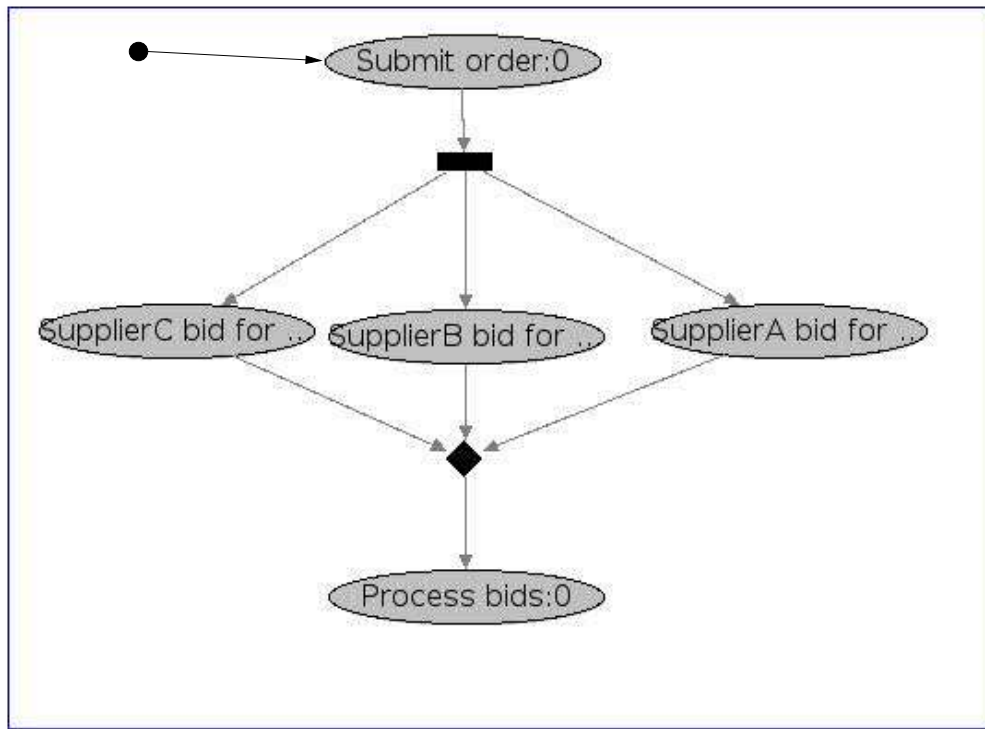 Submit order:0
SupplierC bid for ..
SupplierB bid for ..
SupplierA bid for ..
Process bids:0